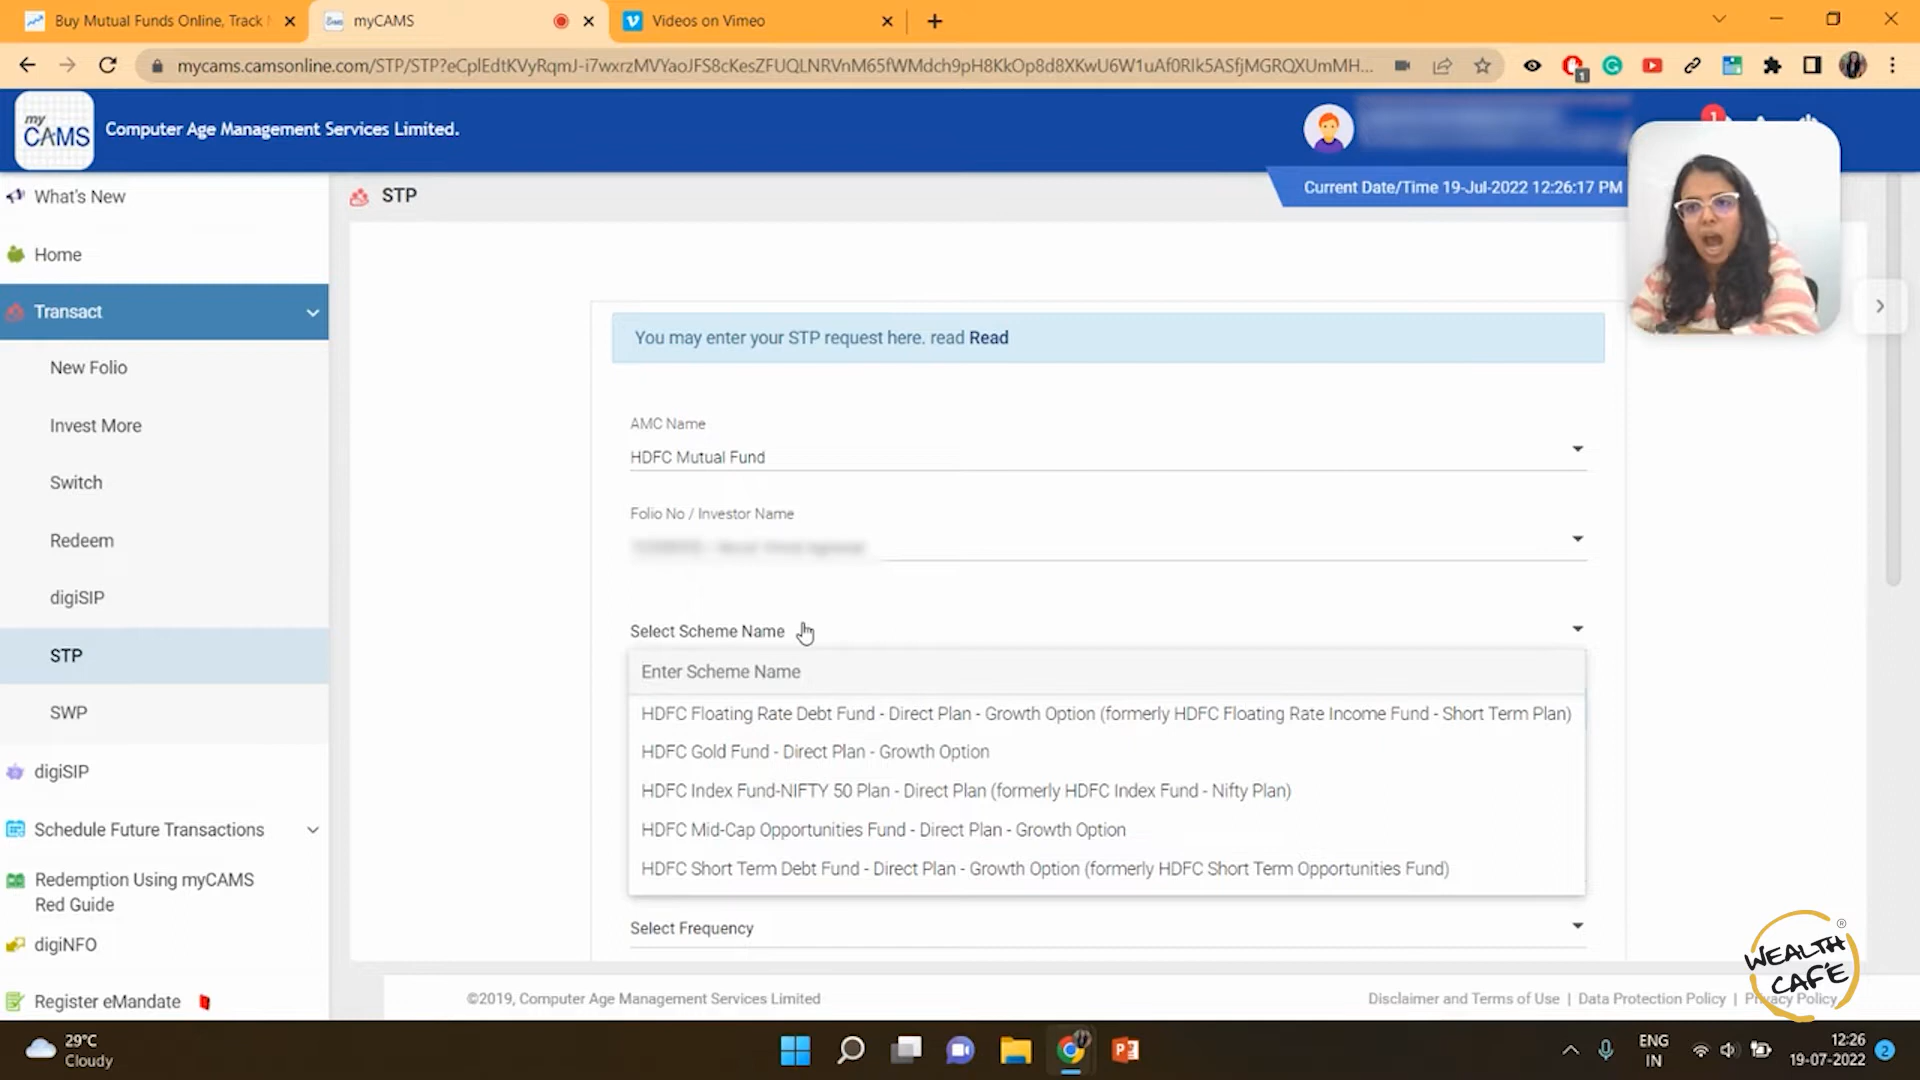 Buy Mutual Funds Online, Track
myCAMS
Videos on Vimeo
mycams.camsonline.com/STP/STP?eCplEdtKVyRqmJ-i7wxrzMVYaoJFS8cKesZFUQLNRVnM65fWMdch9pH8KkOp8d8XKwU6W1uAf0RIk5ASfjMGRQXUmMH...
1
my
CAMS
Computer Age Management Services Limited.
1
Current Date/Time 19-Jul-2022 12:26:17 PM
What's New
Home
Transact
New Folio
Invest More
Switch
Redeem
digiSIP
STP
SWP
digiSIP
Schedule Future Transactions
Redemption Using myCAMS
Red Guide
digiNFO
Register eMandate
STP
You may enter your STP request here. read Read
AMC Name
HDFC Mutual Fund
Folio No / Investor Name
Select Scheme Name
Enter Scheme Name
HDFC Floating Rate Debt Fund - Direct Plan - Growth Option (formerly HDFC Floating Rate Income Fund - Short Term Plan)
HDFC Gold Fund - Direct Plan - Growth Option
HDFC Index Fund-NIFTY 50 Plan - Direct Plan (formerly HDFC Index Fund - Nifty Plan)
HDFC Mid-Cap Opportunities Fund - Direct Plan - Growth Option
HDFC Short Term Debt Fund - Direct Plan - Growth Option (formerly HDFC Short Term Opportunities Fund)
Select Frequency
WEALTH
CAFE
®
©2019, Computer Age Management Services Limited
Disclaimer and Terms of Use | Data Protection Policy | Privacy Policy
29°C
Cloudy
ENG
IN
12:26
19-07-2022
2